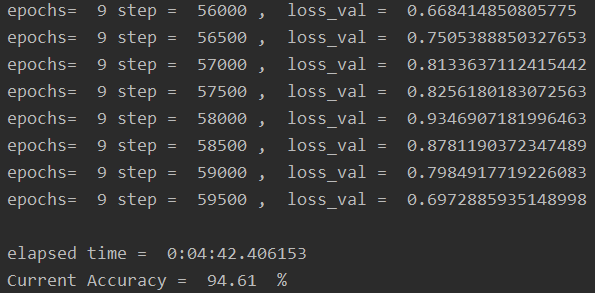 epochs=  9 step =  56000 ,  loss_val =  0.668414850805775
epochs=  9 step =  56500 ,  loss_val =  0.7505388850327653
epochs=  9 step =  57000 ,  loss_val =  0.8133637112415442
epochs=  9 step =  57500 ,  loss_val =  0.8256180183072563
epochs=  9 step =  58000 ,  loss_val =  0.9346907181996463
epochs=  9 step =  58500 ,  loss_val =  0.8781190372347489
epochs=  9 step =  59000 ,  loss_val =  0.7984917719226083
epochs=  9 step =  59500 ,  loss_val =  0.6972885935148998
elapsed time =  0:04:42.406153
Current Accuracy =  94.61  %